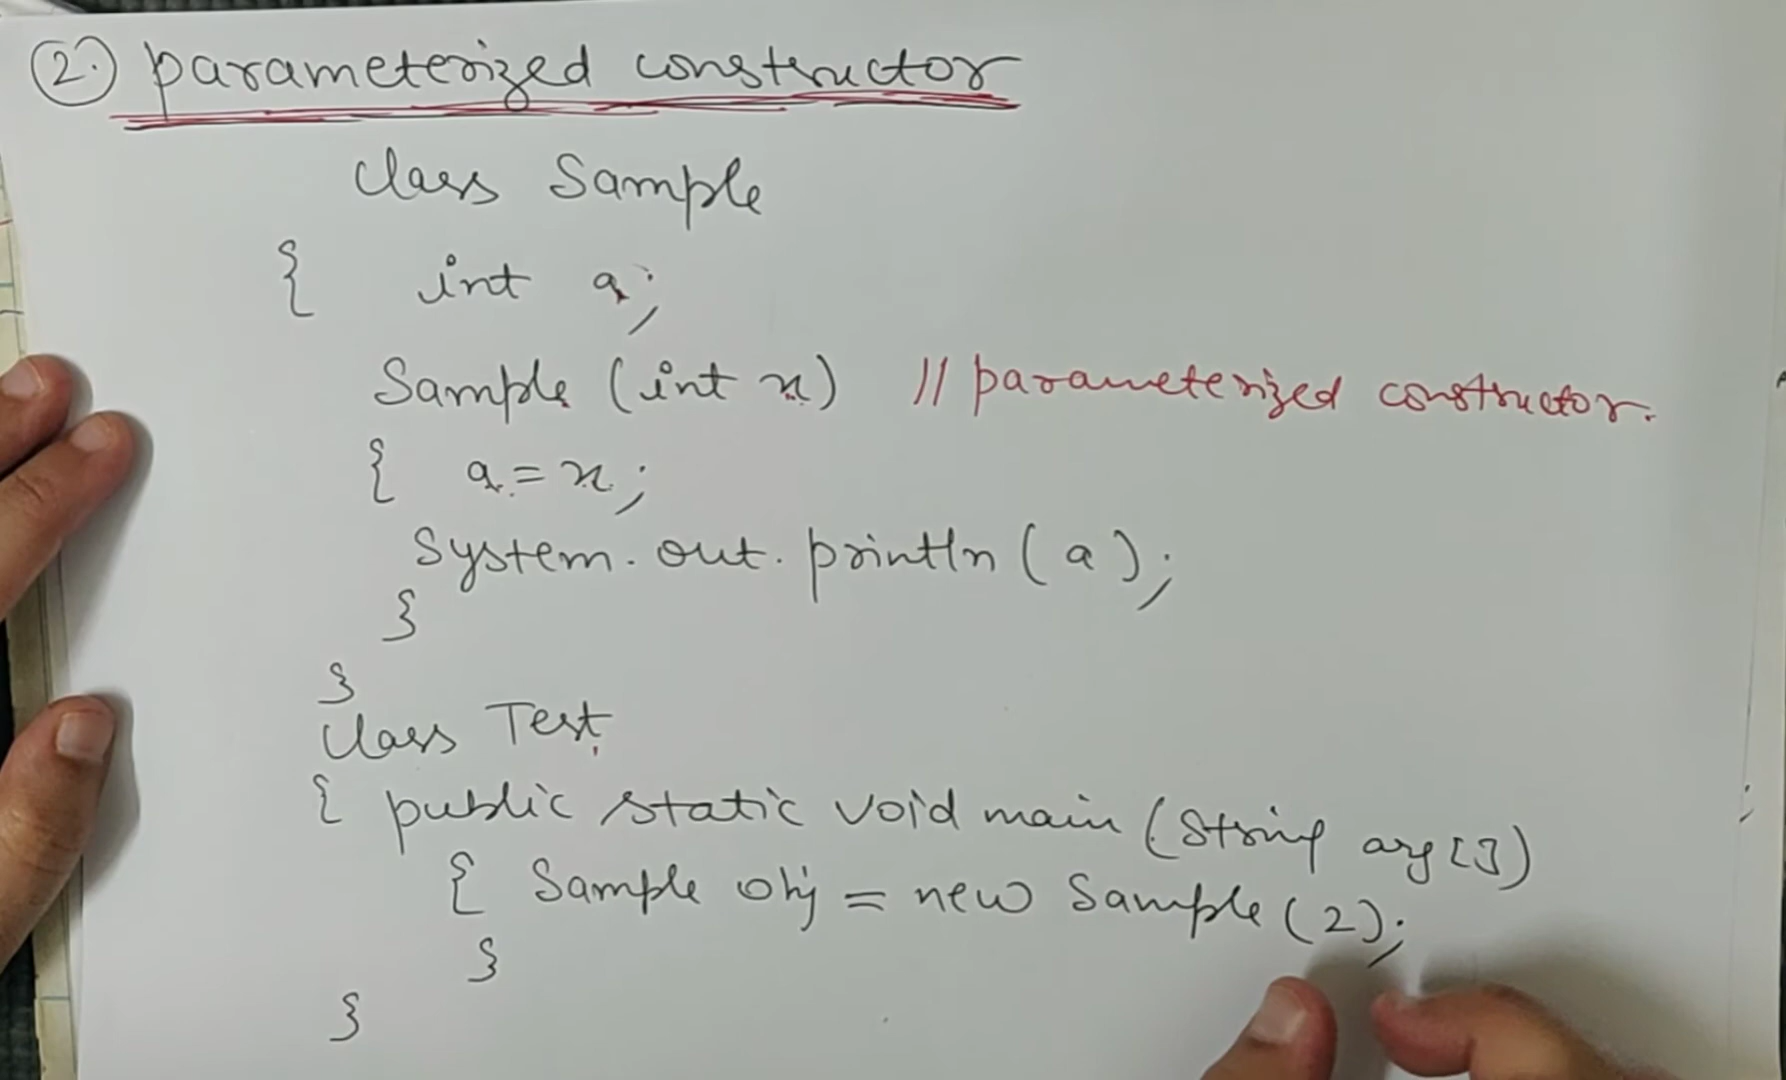 2. parameterized constructor
class Sample
{ int a;
Sample (int x) // parameterized constructor.
{ a = x;
System.out.println(a);
}
}
class Test
{ public static void main (String arg[])
{ Sample obj = new Sample(2);
}
}